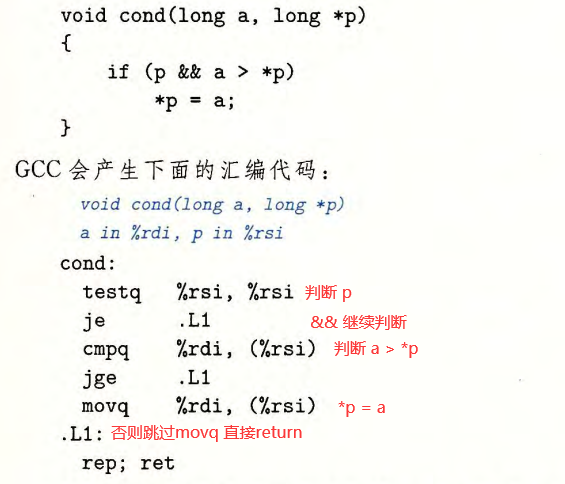 void cond(long a, long *p)
{
if (p && a > *p)
*p = a;
}
GCC 会产生下面的汇编代码：
void cond(long a, long *p)
a in %rdi, p in %rsi
cond:
testq %rsi, %rsi 判断 p
je .L1 && 继续判断
cmpq %rdi, (%rsi) 判断 a > *p
jge .L1
movq %rdi, (%rsi) *p = a
.L1: 否则跳过movq 直接return
rep; ret